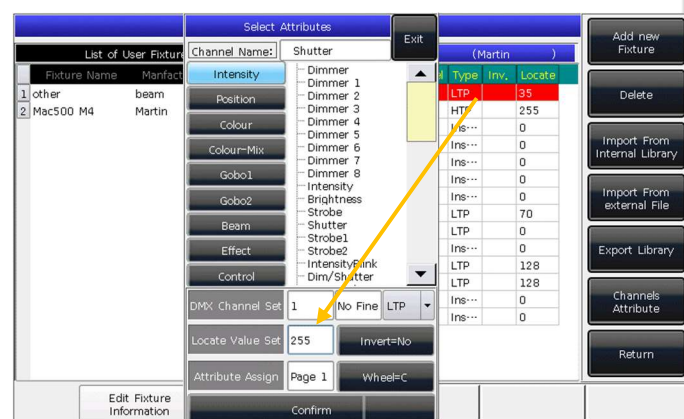 Select Attributes
Exit
List of User Fixture
(Martin )
Channel Name: Shutter
Fixture Name Manfact
Type Inv. Locate
1 other beam
2 Mac500 M4 Martin
Intensity
Position
Colour
Colour-Mix
Gobo1
Gobo2
Beam
Effect
Control
Dimmer
Dimmer 1
Dimmer 2
Dimmer 3
Dimmer 4
Dimmer 5
Dimmer 6
Dimmer 7
Dimmer 8
Intensity
Brightness
Strobe
Shutter
Strobe1
Strobe2
Dim/Shutter
LTP 35
HTP 255
Ins··· 0
Ins··· 0
Ins··· 0
Ins··· 0
Ins··· 0
LTP 70
LTP 0
Ins··· 0
LTP 128
LTP 128
Ins··· 0
Ins··· 0
DMX Channel Set 1 No Fine LTP
Locate Value Set 255 Invert=No
Attribute Assign Page 1 Wheel=C
Confirm
Add new
Fixture
Delete
Import From
Internal Library
Import From
external File
Export Library
Channels
Attribute
Return
Edit Fixture
Information